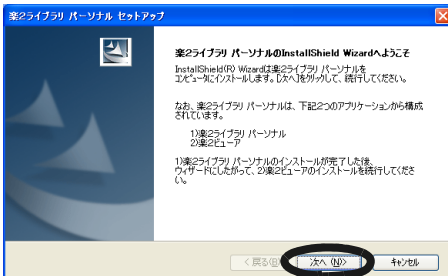 楽2ライブラリ パーソナル セットアップ
楽2ライブラリ パーソナルのInstallShield Wizardへようこそ
InstallShield(R) Wizardは楽2ライブラリ パーソナルを
コンピュータにインストールします。[次へ]をクリックして、続行してください。
なお、楽2ライブラリ パーソナルは、下記2つのアプリケーションから構成
されています。
1)楽2ライブラリ パーソナル
2)楽2ビューア
1)楽2ライブラリ パーソナルのインストールが完了した後、
ウィザードにしたがって、2)楽2ビューアのインストールを続行してくださ
い。
< 戻る(B) 次へ (N)> キャンセル